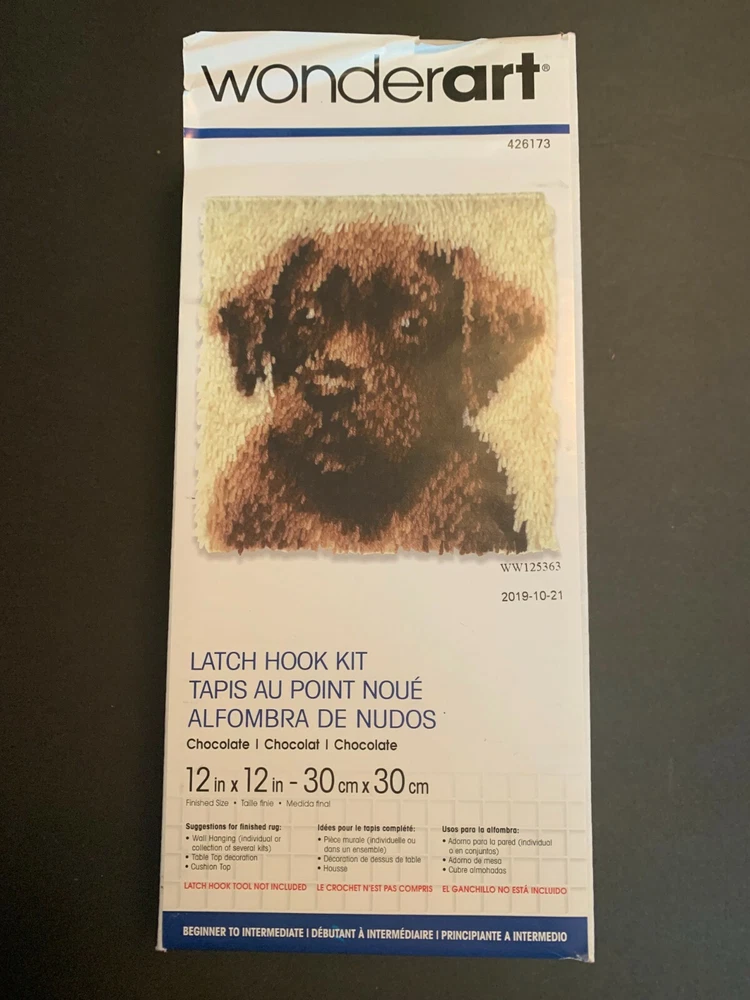 wonderart®
426173
WW125363
2019-10-21
LATCH HOOK KIT
TAPIS AU POINT NOUÉ
ALFOMBRA DE NUDOS
Chocolate | Chocolat | Chocolate
12 in x 12 in - 30 cm x 30 cm
Finished Size • Taille finie • Medida final
Suggestions for finished rug:
• Wall Hanging (individual or
collection of several kits)
• Table Top decoration
• Cushion Top
Idées pour le tapis complété:
• Pièce murale (individuelle ou
dans un ensemble)
• Décoration de dessus de table
• Housse
Usos para la alfombra:
• Adorno para la pared (individual
o en conjuntos)
• Adorno de mesa
• Cubre almohadas
LATCH HOOK TOOL NOT INCLUDED LE CROCHET N'EST PAS COMPRIS EL GANCHILLO NO ESTÁ INCLUIDO
BEGINNER TO INTERMEDIATE | DÉBUTANT À INTERMÉDIAIRE | PRINCIPIANTE A INTERMEDIO